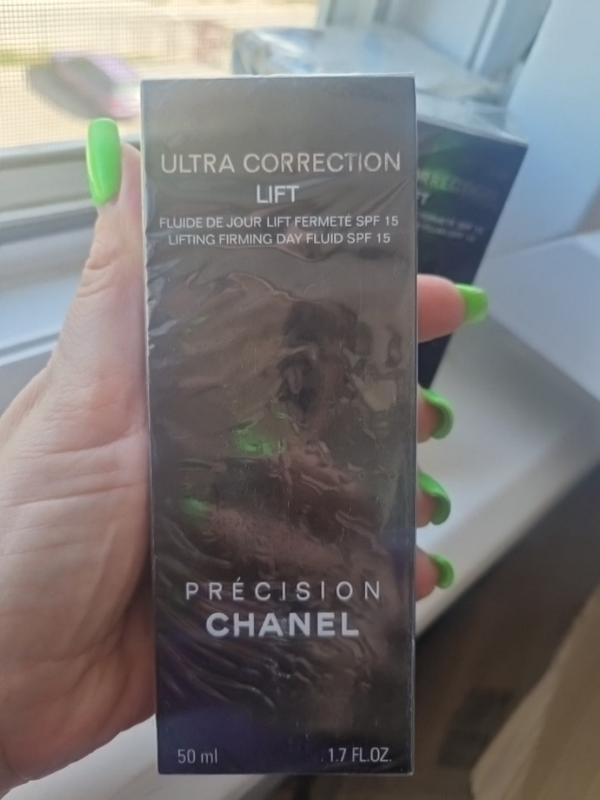 ULTRA CORRECTION
LIFT
FLUIDE DE JOUR LIFT FERMETÉ SPF 15
LIFTING FIRMING DAY FLUID SPF 15
PRÉCISION
CHANEL
50 ml 1.7 FL.OZ.